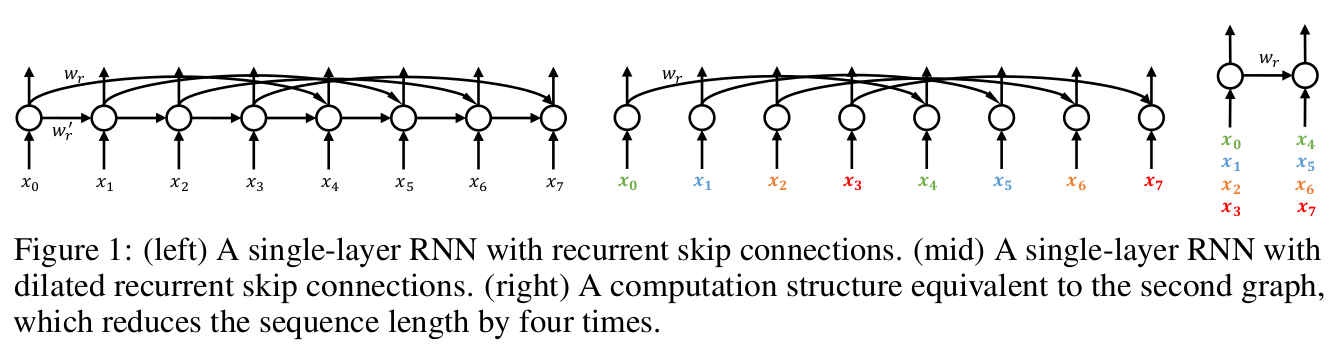 w_r w_r
w_r
w'_r
x_0 x_1 x_2 x_3 x_4 x_5 x_6 x_7 x_0 x_1 x_2 x_3 x_4 x_5 x_6 x_7
x_0 x_4
x_1 x_5
x_2 x_6
x_3 x_7
Figure 1: (left) A single-layer RNN with recurrent skip connections. (mid) A single-layer RNN with
dilated recurrent skip connections. (right) A computation structure equivalent to the second graph,
which reduces the sequence length by four times.